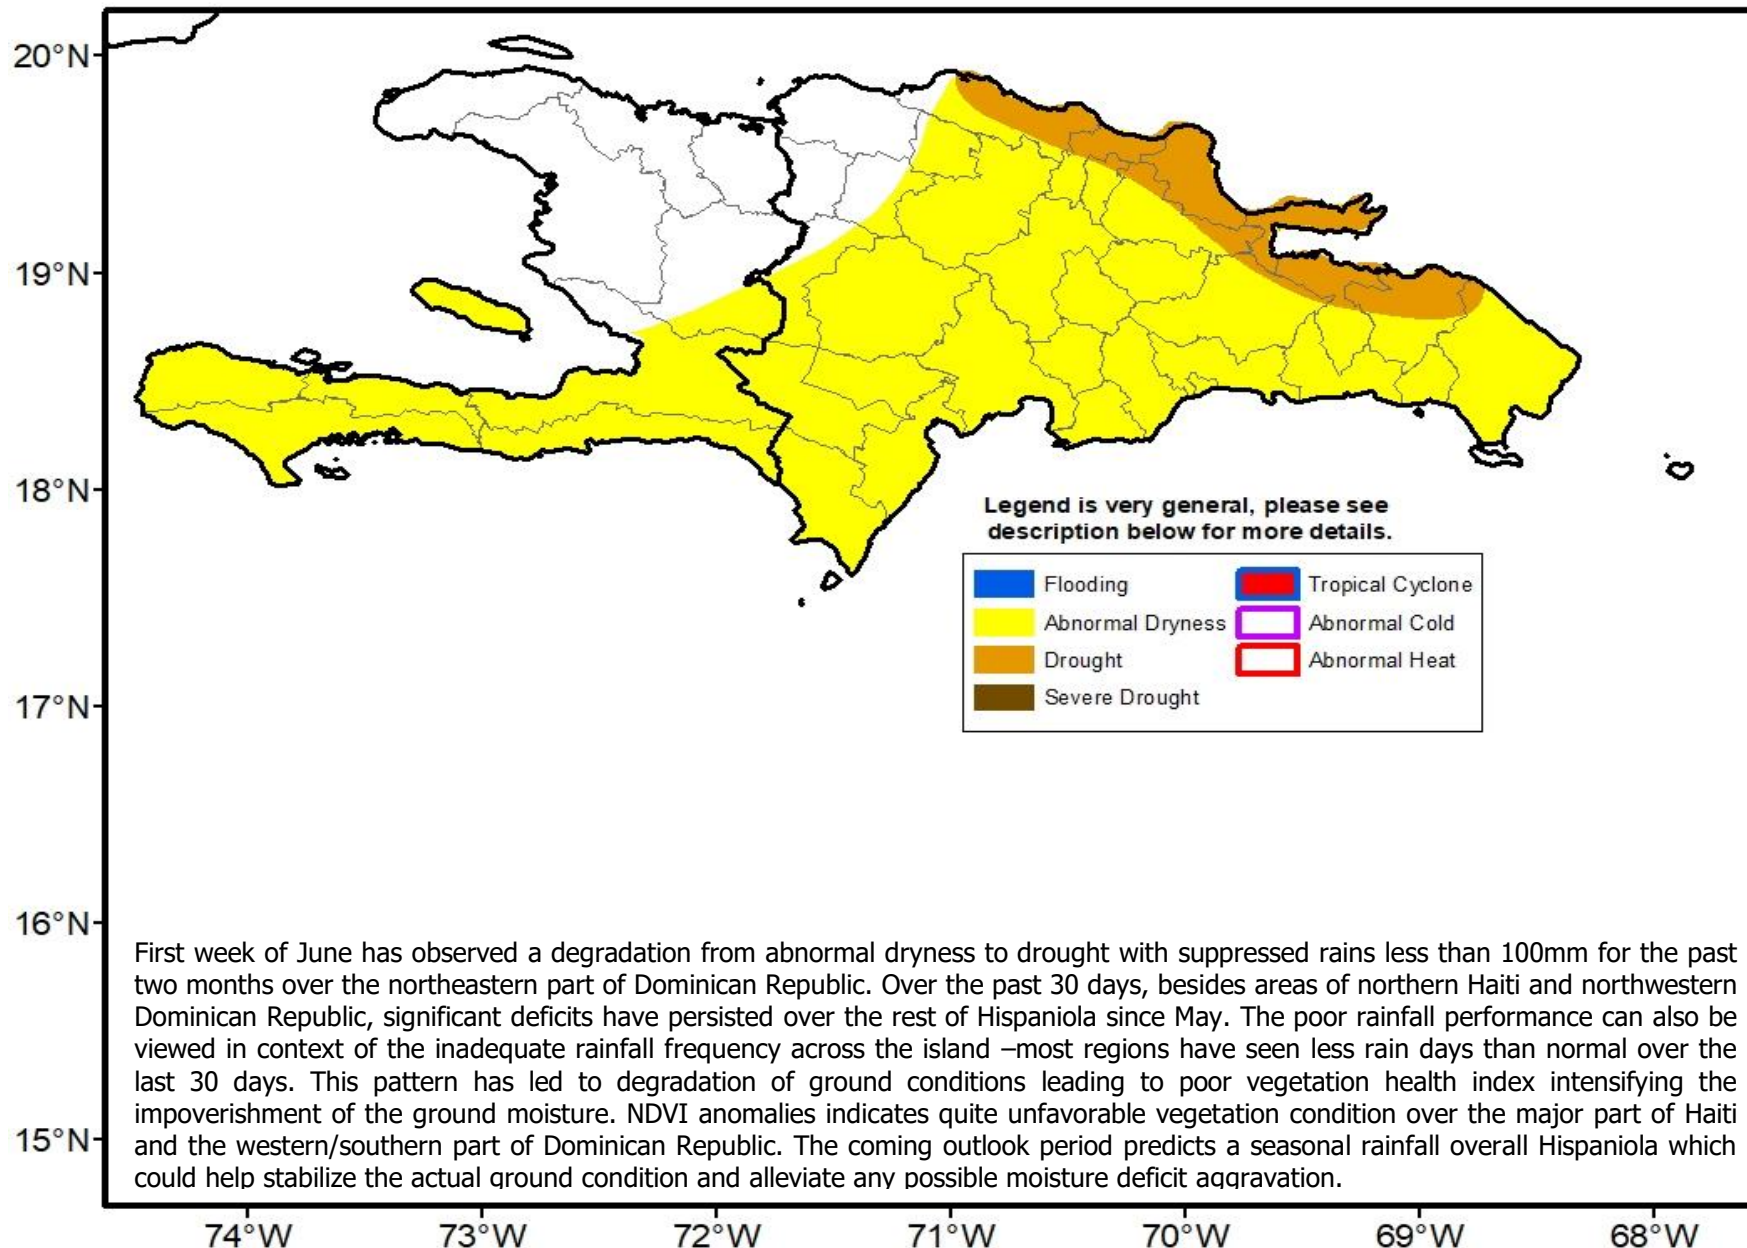 20°N
19°N
18°N
17°N
16°N
15°N
Legend is very general, please see
description below for more details.
Flooding
Abnormal Dryness
Drought
Severe Drought
Tropical Cyclone
Abnormal Cold
Abnormal Heat
First week of June has observed a degradation from abnormal dryness to drought with suppressed rains less than 100mm for the past
two months over the northeastern part of Dominican Republic. Over the past 30 days, besides areas of northern Haiti and northwestern
Dominican Republic, significant deficits have persisted over the rest of Hispaniola since May. The poor rainfall performance can also be
viewed in context of the inadequate rainfall frequency across the island –most regions have seen less rain days than normal over the
last 30 days. This pattern has led to degradation of ground conditions leading to poor vegetation health index intensifying the
impoverishment of the ground moisture. NDVI anomalies indicates quite unfavorable vegetation condition over the major part of Haiti
and the western/southern part of Dominican Republic. The coming outlook period predicts a seasonal rainfall overall Hispaniola which
could help stabilize the actual ground condition and alleviate any possible moisture deficit aggravation.
74°W
73°W
72°W
71°W
70°W
69°W
68°W